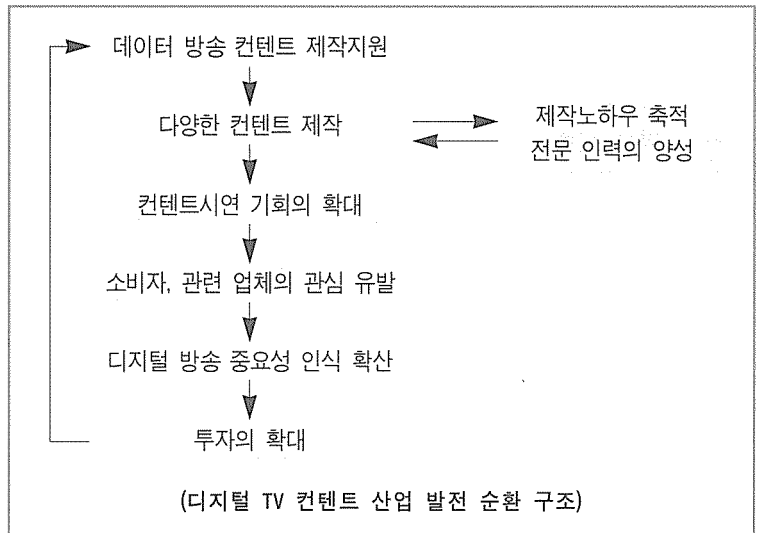 데이터 방송 컨텐트 제작지원
다양한 컨텐트 제작
제작노하우 축적
전문 인력의 양성
컨텐트시연 기회의 확대
소비자, 관련 업체의 관심 유발
디지털 방송 중요성 인식 확산
투자의 확대
(디지털 TV 컨텐트 산업 발전 순환 구조)